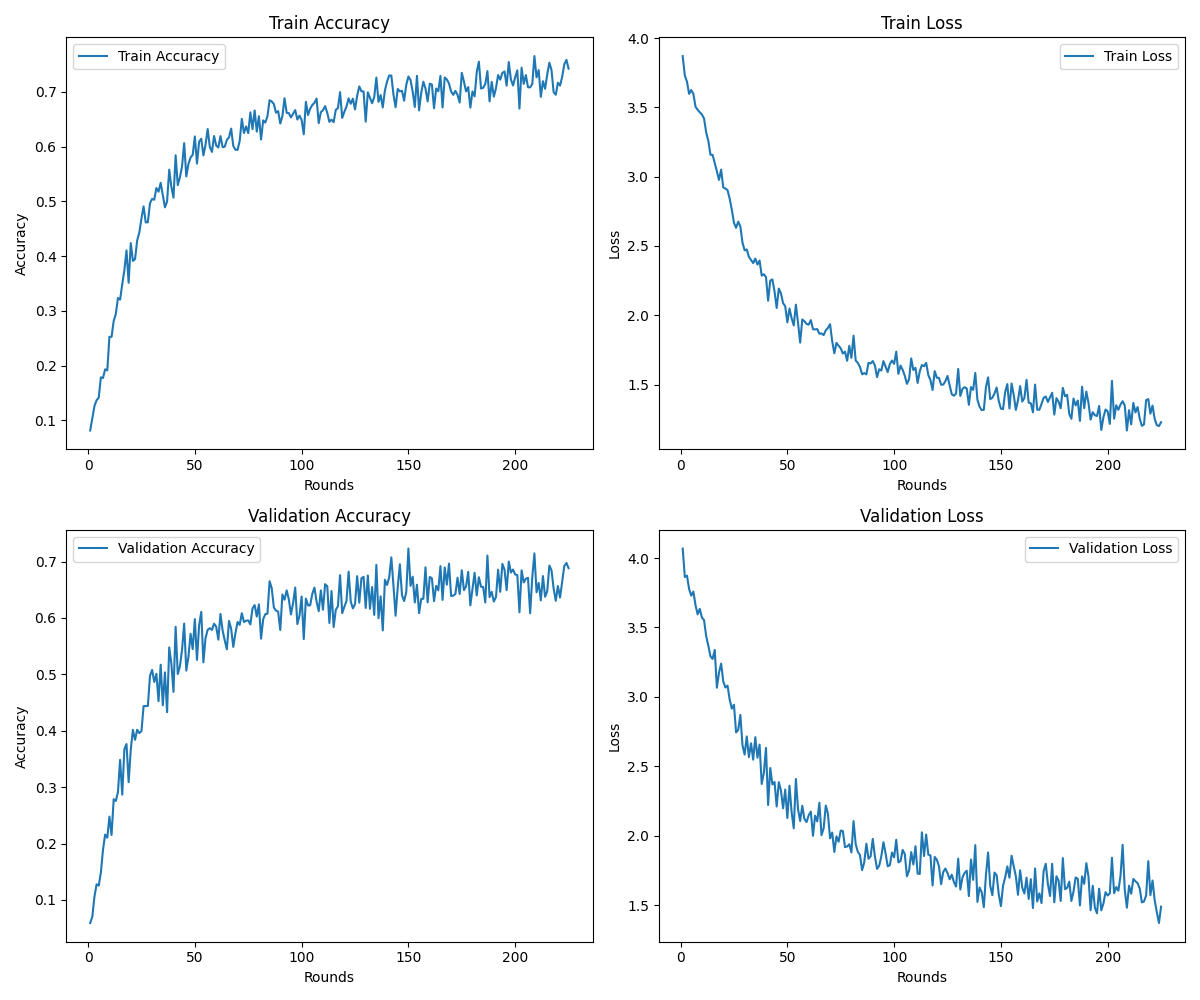 Train Accuracy
Train Accuracy
0.7
0.6
0.5
0.4
0.3
0.2
0.1
Accuracy
0 50 100 150 200
Rounds
Train Loss
Train Loss
4.0
3.5
3.0
2.5
2.0
1.5
Loss
0 50 100 150 200
Rounds
Validation Accuracy
Validation Accuracy
0.7
0.6
0.5
0.4
0.3
0.2
0.1
Accuracy
0 50 100 150 200
Rounds
Validation Loss
Validation Loss
4.0
3.5
3.0
2.5
2.0
1.5
Loss
0 50 100 150 200
Rounds